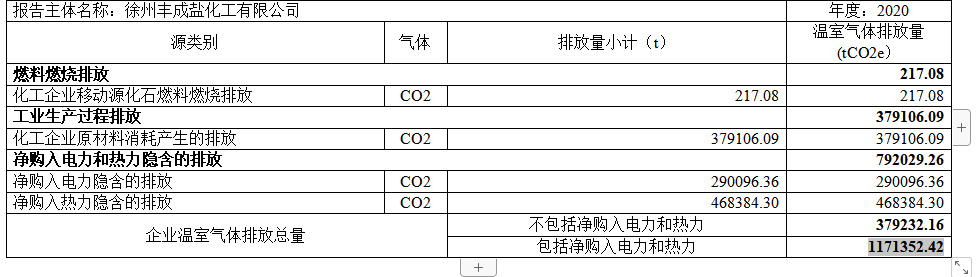 报告主体名称：徐州丰成盐化工有限公司 年度：2020
源类别 气体 排放量小计（t） 温室气体排放量
(tCO2e）
燃料燃烧排放 217.08
化工企业移动源化石燃料燃烧排放 CO2 217.08 217.08
工业生产过程排放 379106.09
化工企业原材料消耗产生的排放 CO2 379106.09 379106.09
净购入电力和热力隐含的排放 792029.26
净购入电力隐含的排放 CO2 290096.36 290096.36
净购入热力隐含的排放 CO2 468384.30 468384.30
企业温室气体排放总量 不包括净购入电力和热力 379232.16
包括净购入电力和热力 1171352.42